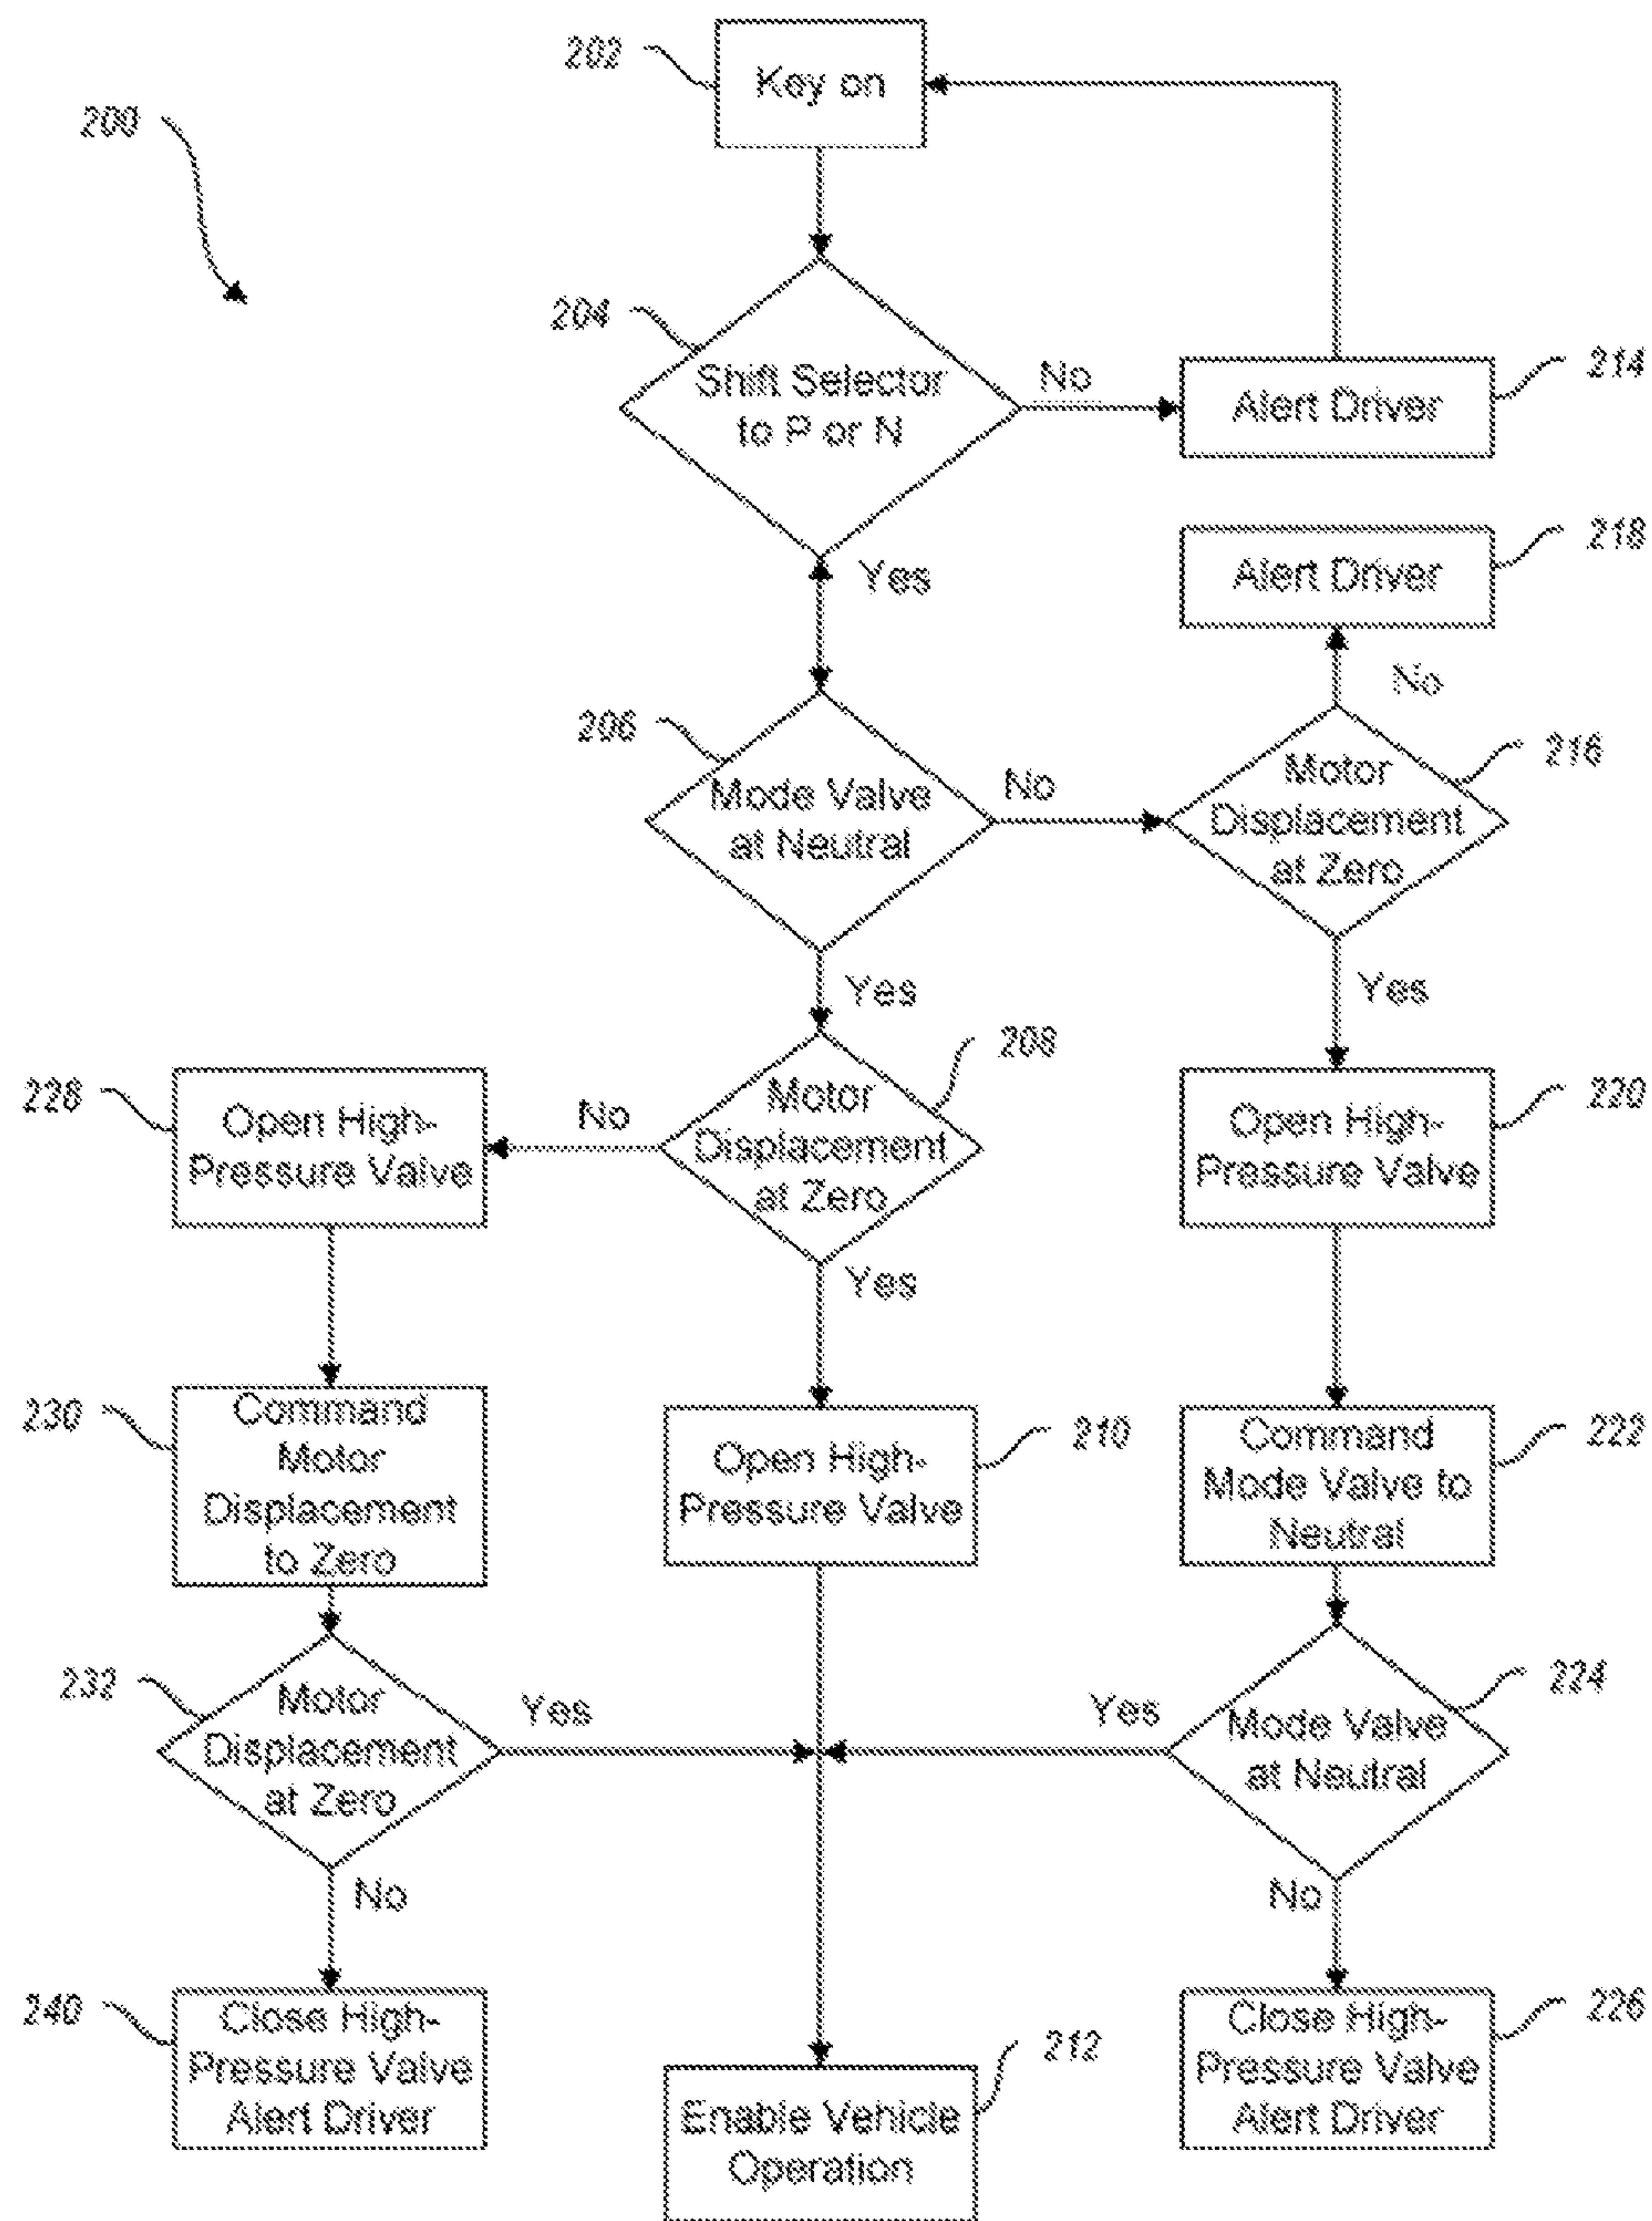 202
Key on
200
204
Shift Selector
to P or N
No
Alert Driver
214
Yes
Alert Driver
218
No
206
Mode Valve
at Neutral
No
Motor
Displacement
at Zero
216
Yes
Yes
208
Motor
Displacement
at Zero
No
228
Open High-
Pressure Valve
Open High-
Pressure Valve
220
Yes
230
Command
Motor
Displacement
to Zero
Open High-
Pressure Valve
210
Command
Mode Valve to
Neutral
222
232
Motor
Displacement
at Zero
Yes
Yes
Mode Valve
at Neutral
224
No
No
240
Close High-
Pressure Valve
Alert Driver
212
Enable Vehicle
Operation
Close High-
Pressure Valve
Alert Driver
226